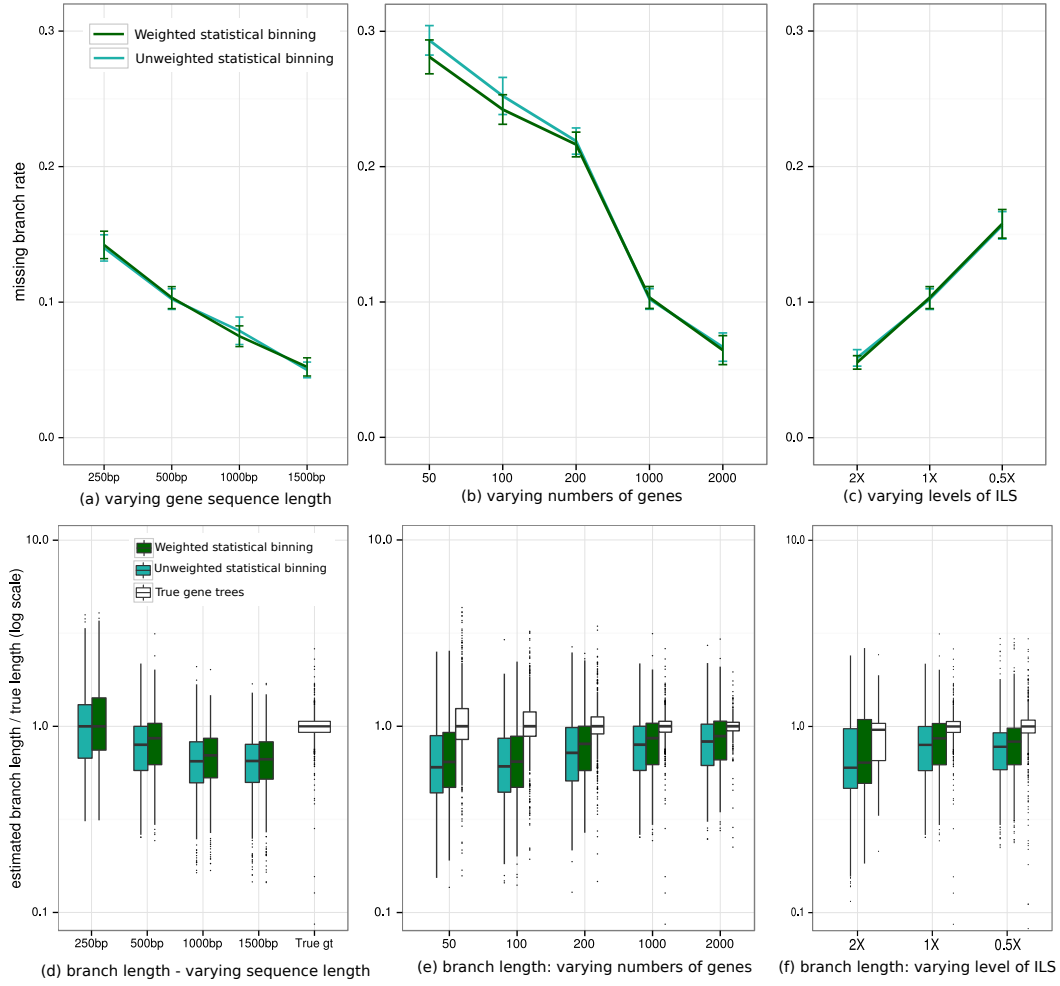 Weighted statistical binning
Unweighted statistical binning
missing branch rate
0.3
0.2
0.1
0.0
250bp 500bp 1000bp 1500bp
(a) varying gene sequence length
0.3
0.2
0.1
0.0
50 100 200 1000 2000
(b) varying numbers of genes
0.3
0.2
0.1
0.0
2X 1X 0.5X
(c) varying levels of ILS
estimated branch length / true length (log scale)
10.0
1.0
0.1
Weighted statistical binning
Unweighted statistical binning
True gene trees
250bp 500bp 1000bp 1500bp True gt
(d) branch length - varying sequence length
10.0
1.0
0.1
50 100 200 1000 2000
(e) branch length: varying numbers of genes
10.0
1.0
0.1
2X 1X 0.5X
(f) branch length: varying level of ILS